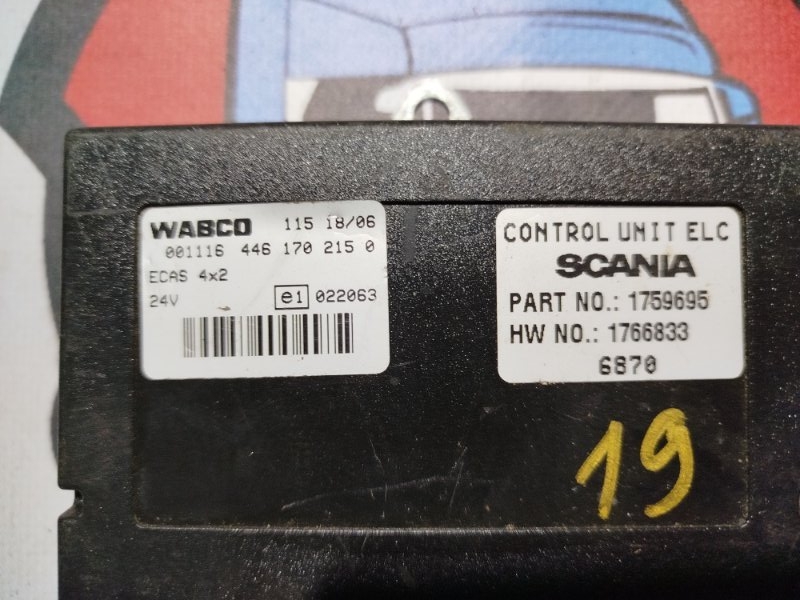 WABCO 115 18/06
001116 446 170 215 0
ECAS 4x2
24V e1 022063
CONTROL UNIT ELC
SCANIA
PART NO.: 1759695
HW NO.: 1766833
6870
19